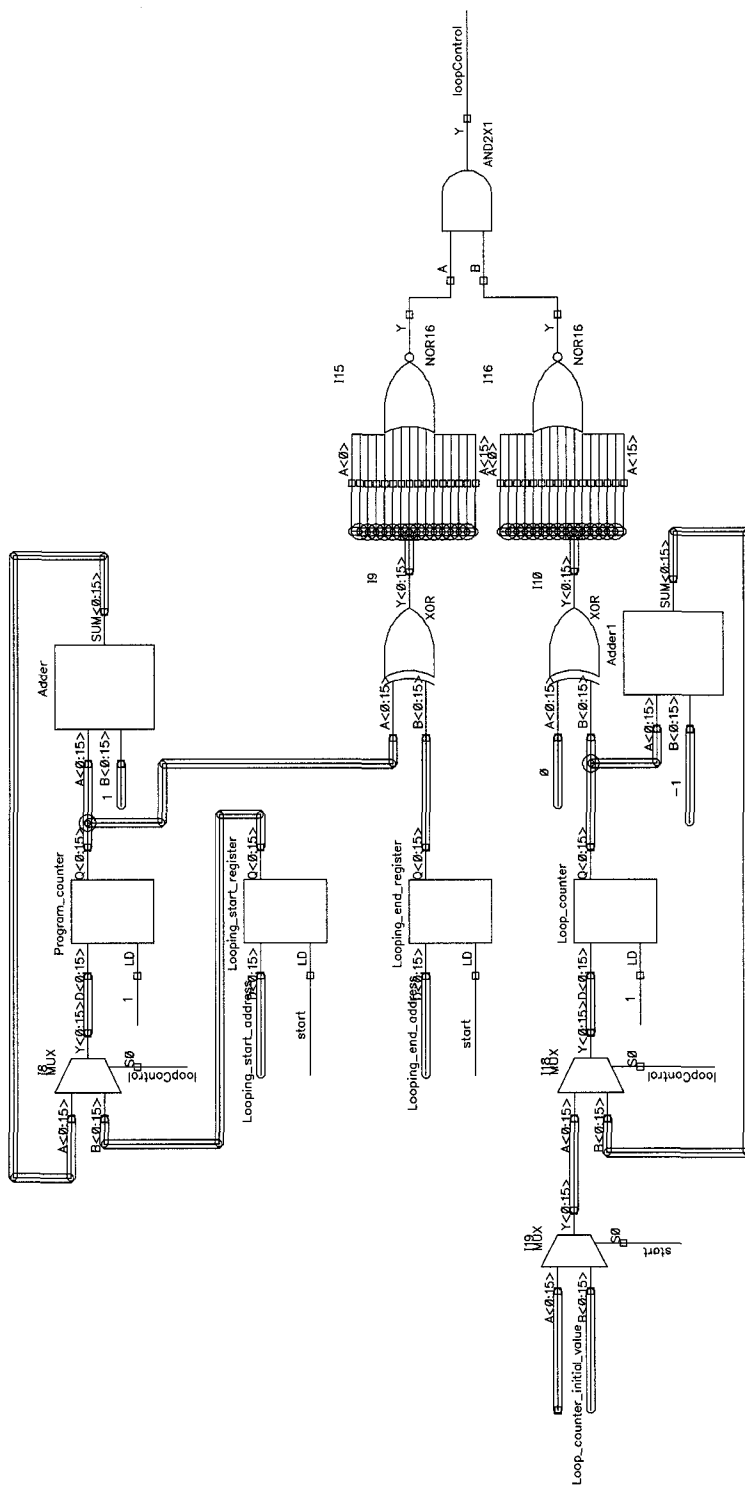 Adder
A<0:15>
B<0:15>
1
SUM<0:15>
Program_counter
D<0:15>
Q<0:15>
LD
1
I8
MUX
A<0:15>
B<0:15>
Y<0:15>
S0
loopControl
Looping_start_register
Looping_start_address
D<0:15>
Q<0:15>
LD
start
Looping_end_register
Looping_end_address
D<0:15>
Q<0:15>
LD
start
I9
XOR
A<0:15>
B<0:15>
Y<0:15>
I15
NOR16
A<0>
A<15>
Y
I16
NOR16
A<0>
A<15>
Y
A
B
Y
AND2X1
loopControl
I10
XOR
0
A<0:15>
B<0:15>
Y<0:15>
Adder1
A<0:15>
B<0:15>
-1
SUM<0:15>
Loop_counter
D<0:15>
Q<0:15>
LD
1
I18
MUX
A<0:15>
B<0:15>
Y<0:15>
S0
loopControl
I19
MUX
A<0:15>
B<0:15>
Y<0:15>
S0
start
Loop_counter_initial_value